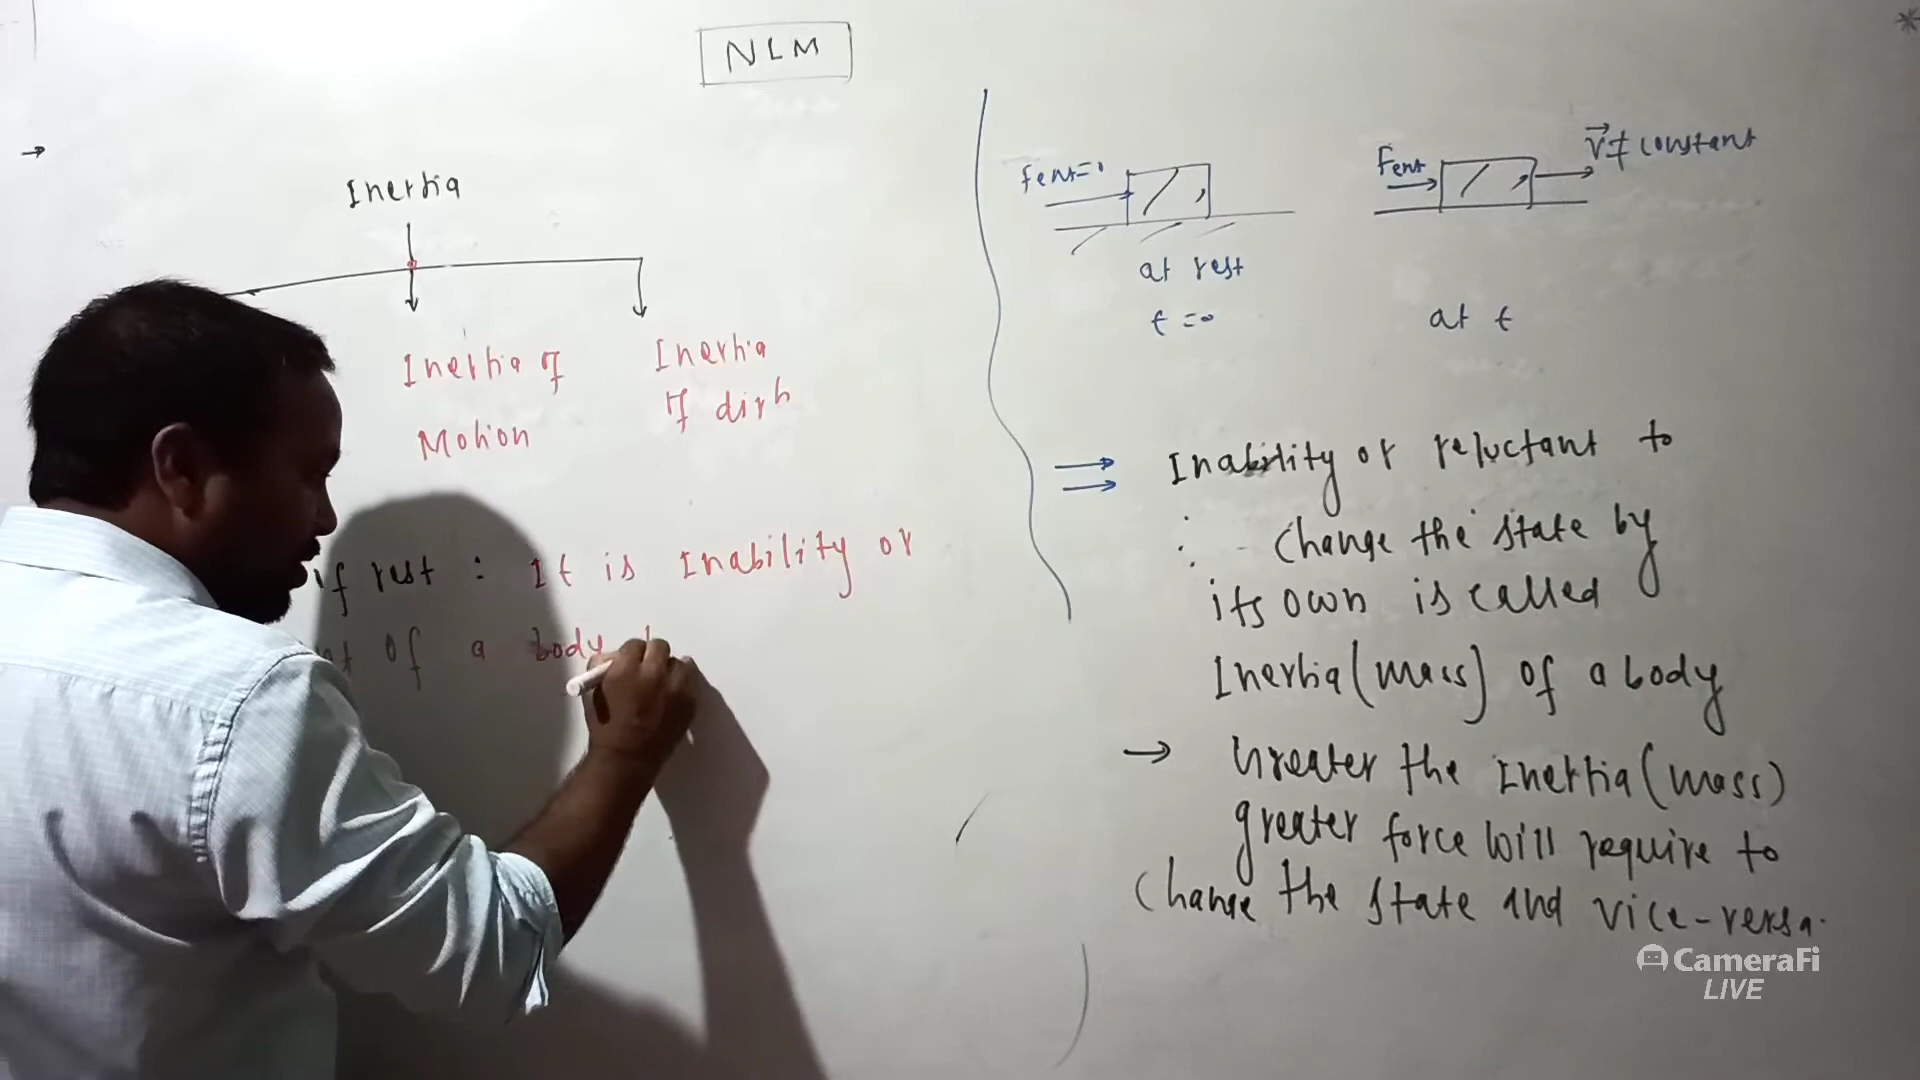 NLM
→
Inertia
Inertia of
Motion
Inertia
of dirn
of rest : It is Inability or
of a body
Fext=0
at rest
t=0
Fext
v⃗≠ constant
at t
⇒ Inability or reluctant to
∴ change the state by
its own is called
Inertia (mass) of a body
→ Greater the Inertia (mass)
greater force will require to
change the state and vice-versa.
CameraFi
LIVE